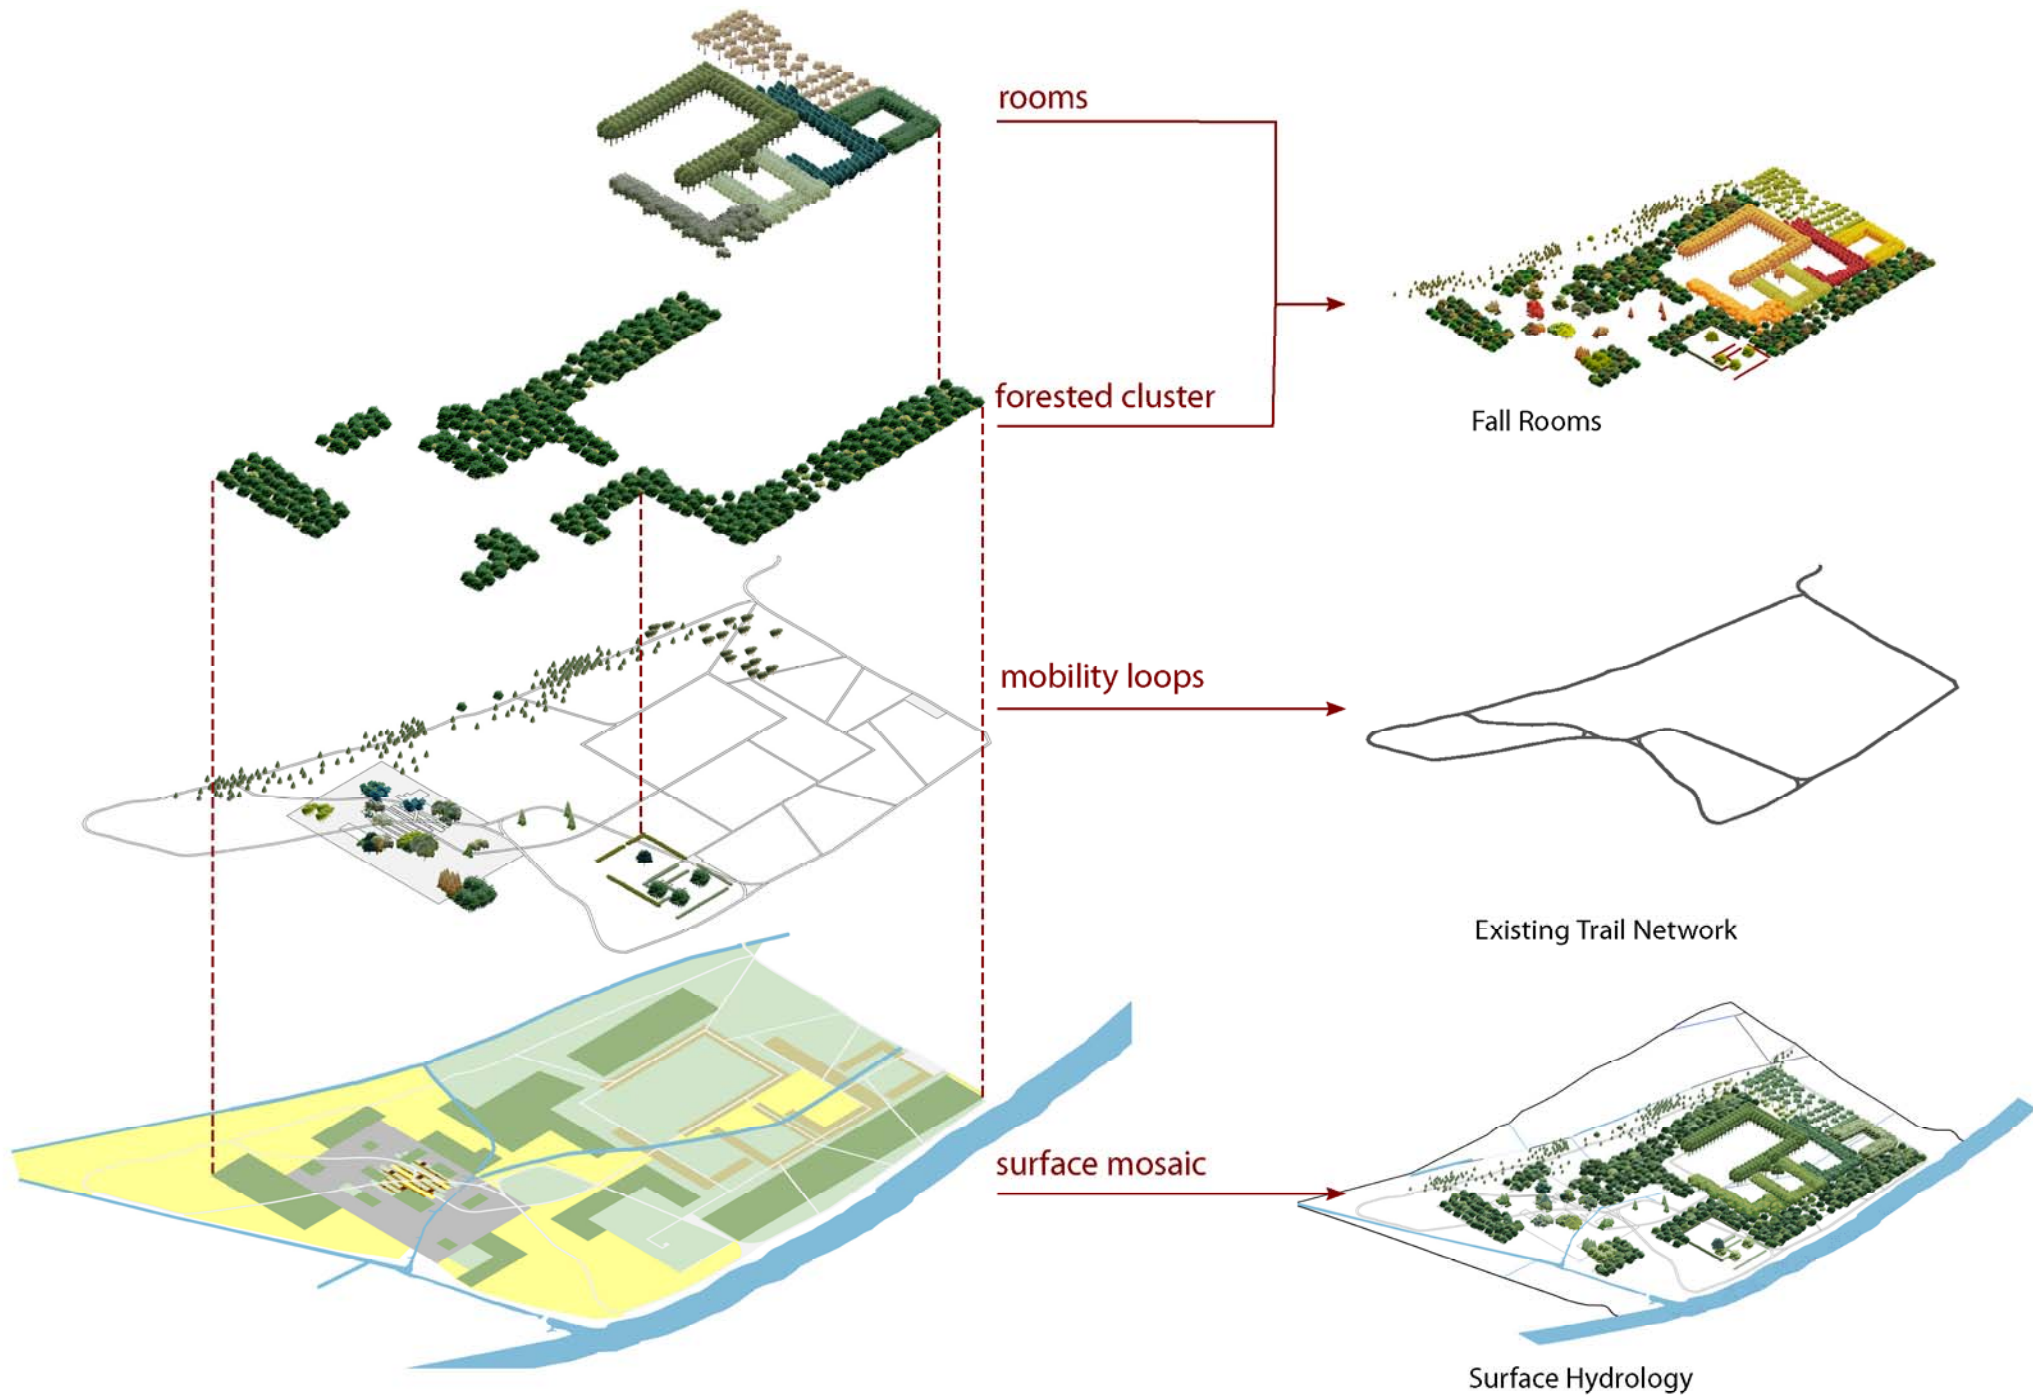 rooms
forested cluster
Fall Rooms
mobility loops
Existing Trail Network
surface mosaic
Surface Hydrology